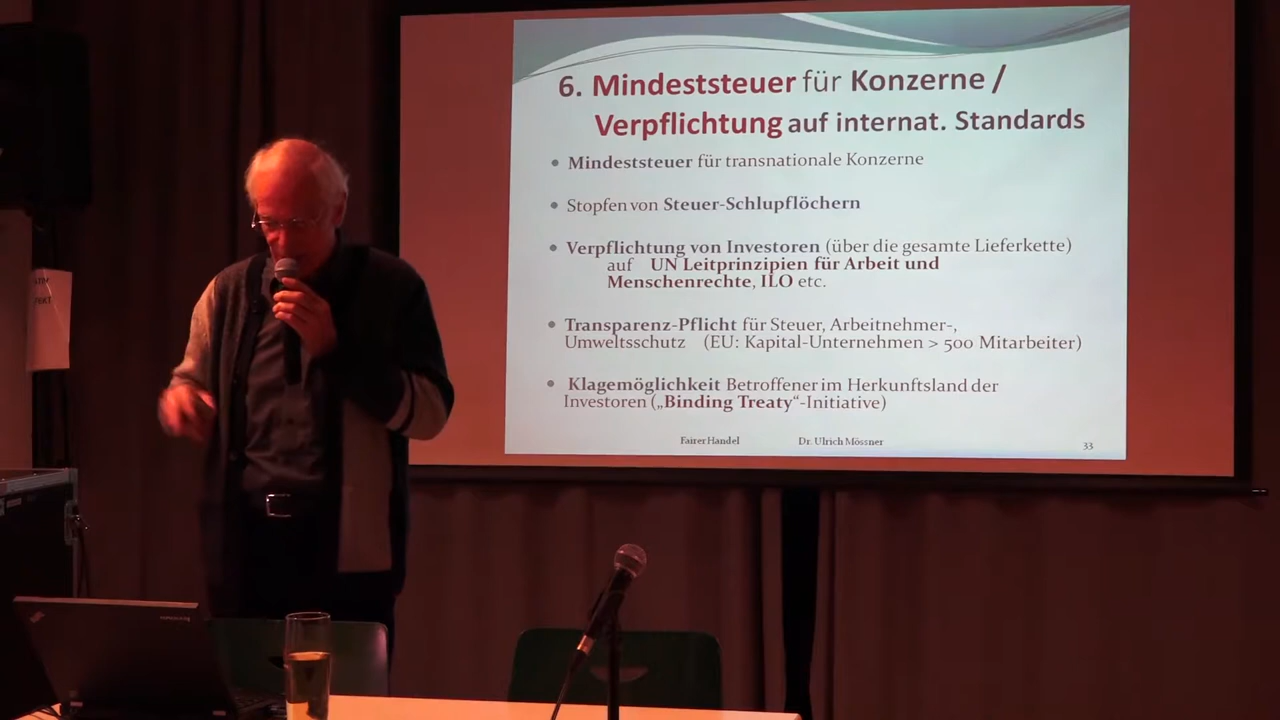 6. Mindeststeuer für Konzerne /
Verpflichtung auf internat. Standards
• Mindeststeuer für transnationale Konzerne
• Stopfen von Steuer-Schlupflöchern
• Verpflichtung von Investoren (über die gesamte Lieferkette)
auf UN Leitprinzipien für Arbeit und
Menschenrechte, ILO etc.
• Transparenz-Pflicht für Steuer, Arbeitnehmer-,
Umweltsschutz (EU: Kapital-Unternehmen > 500 Mitarbeiter)
• Klagemöglichkeit Betroffener im Herkunftsland der
Investoren („Binding Treaty“-Initiative)
Fairer Handel Dr. Ulrich Mössner 33